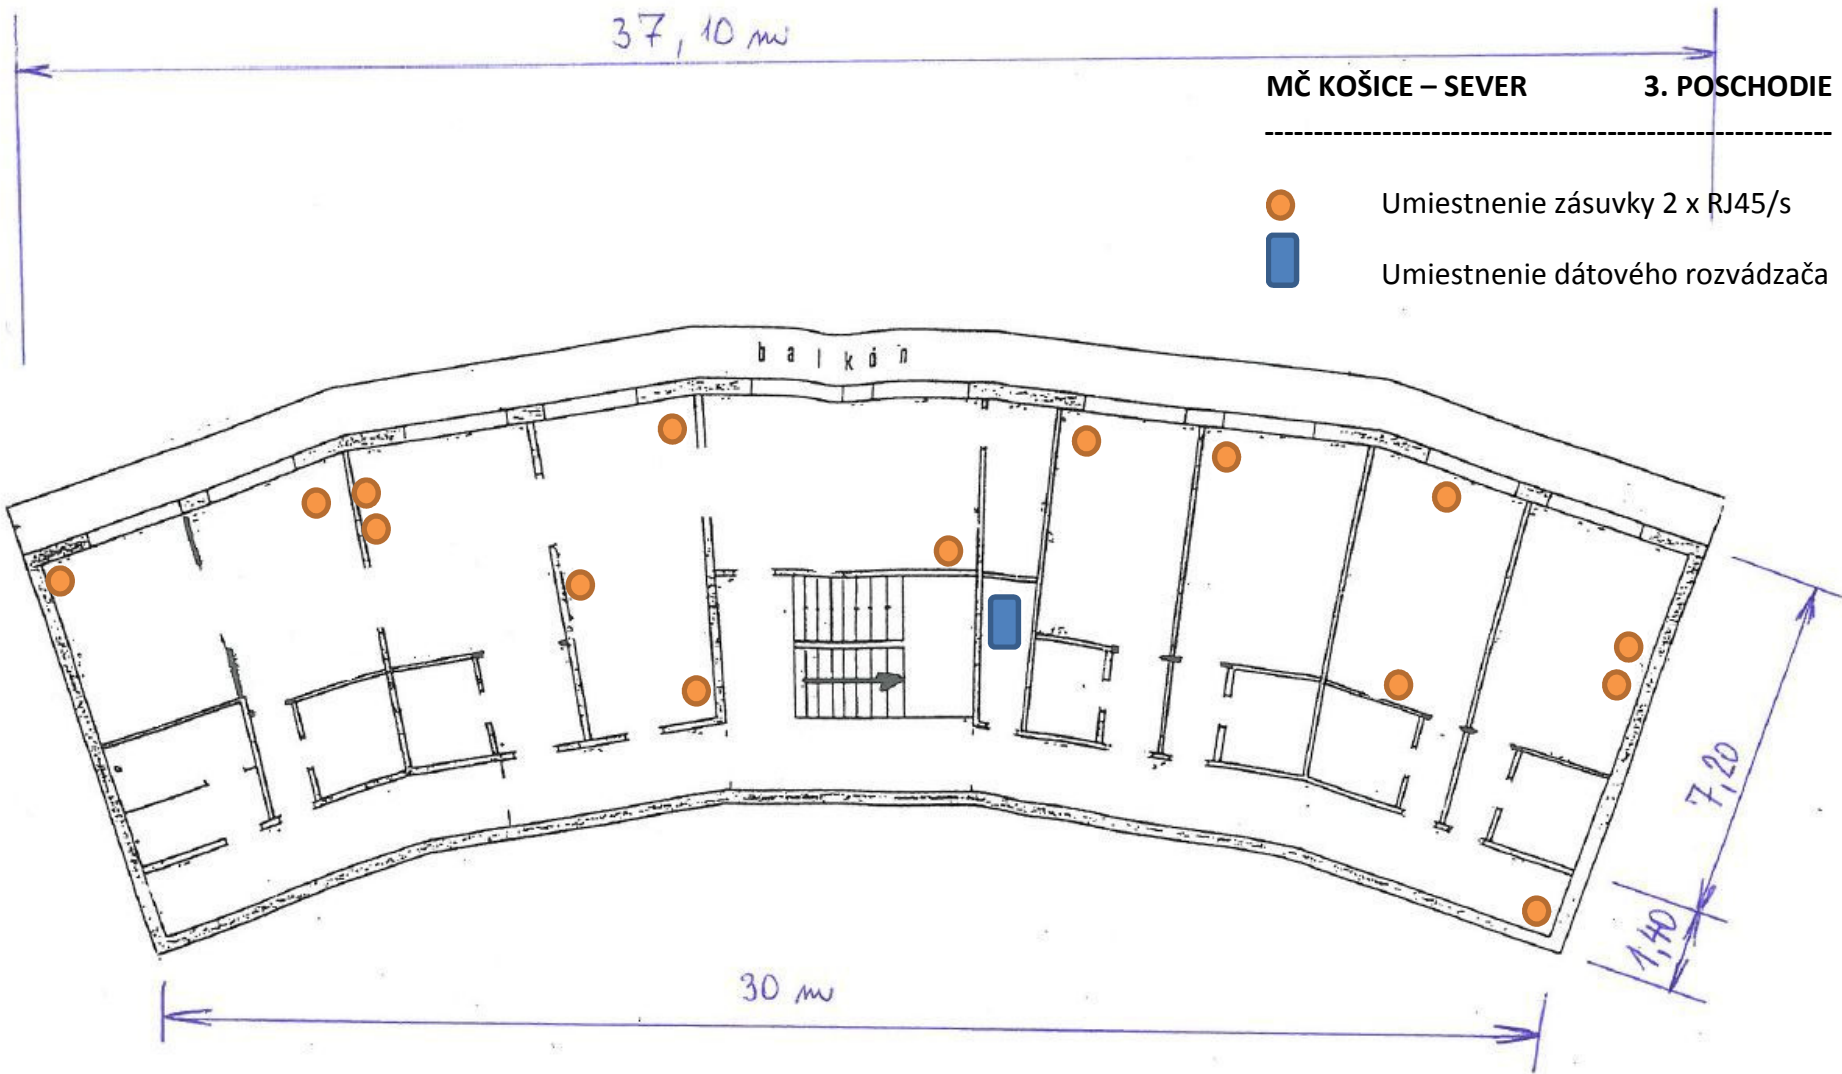 37,10 m
MČ KOŠICE – SEVER 3. POSCHODIE
-----------------------------------------------------------
Umiestnenie zásuvky 2 x RJ45/s
Umiestnenie dátového rozvádzača
balkón
7,20
1,40
30 m